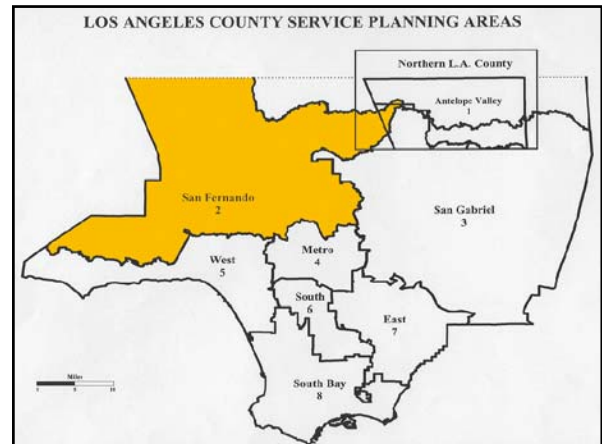 LOS ANGELES COUNTY SERVICE PLANNING AREAS
Northern L.A. County
Antelope Valley
1
San Fernando
2
San Gabriel
3
Metro
4
West
5
South
6
East
7
South Bay
8
Miles